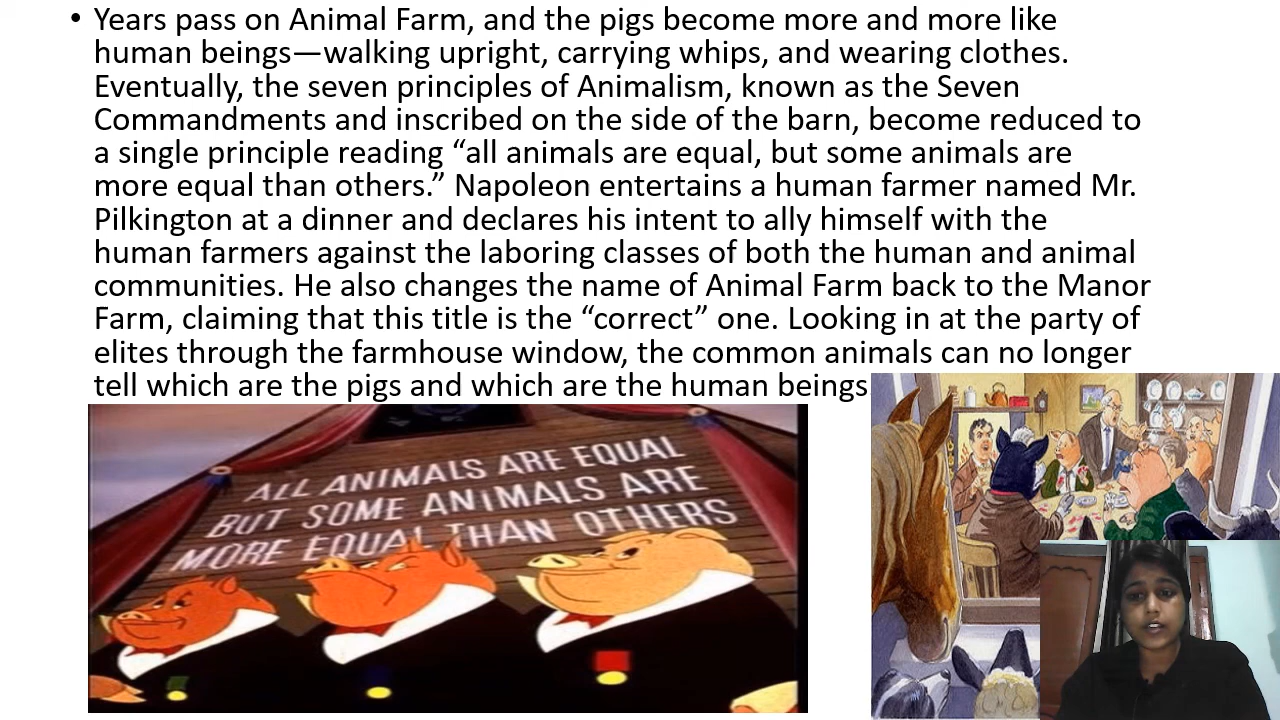 • Years pass on Animal Farm, and the pigs become more and more like
human beings—walking upright, carrying whips, and wearing clothes.
Eventually, the seven principles of Animalism, known as the Seven
Commandments and inscribed on the side of the barn, become reduced to
a single principle reading “all animals are equal, but some animals are
more equal than others.” Napoleon entertains a human farmer named Mr.
Pilkington at a dinner and declares his intent to ally himself with the
human farmers against the laboring classes of both the human and animal
communities. He also changes the name of Animal Farm back to the Manor
Farm, claiming that this title is the “correct” one. Looking in at the party of
elites through the farmhouse window, the common animals can no longer
tell which are the pigs and which are the human beings.
ALL ANIMALS ARE EQUAL
BUT SOME ANIMALS ARE
MORE EQUAL THAN OTHERS